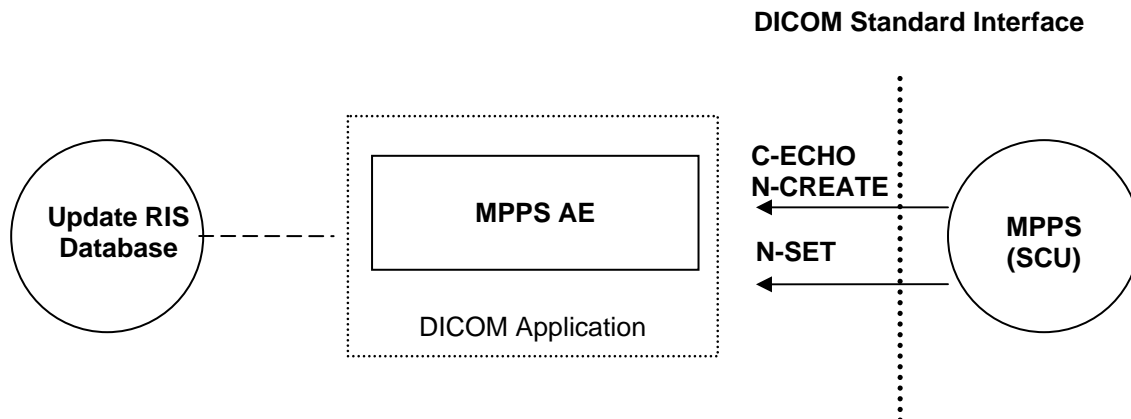 DICOM Standard Interface
Update RIS
Database
MPPS AE
DICOM Application
C-ECHO
N-CREATE
N-SET
MPPS
(SCU)